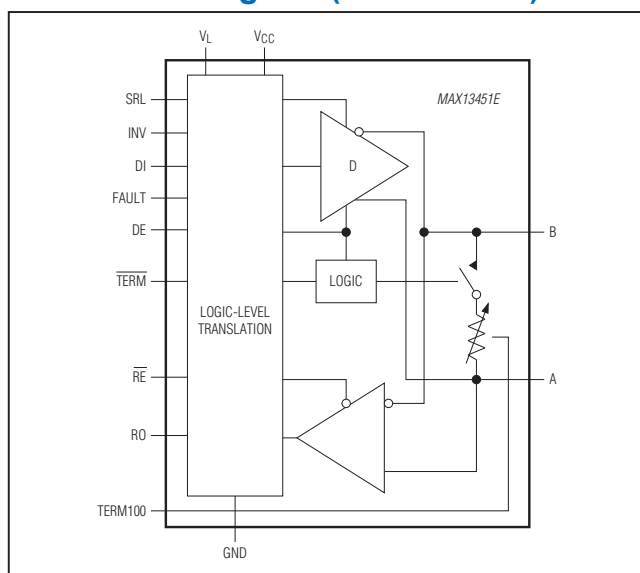 VL
VCC
MAX13451E
SRL
INV
DI
FAULT
DE
TERM
RE
RO
TERM100
LOGIC-LEVEL
TRANSLATION
D
LOGIC
B
A
GND